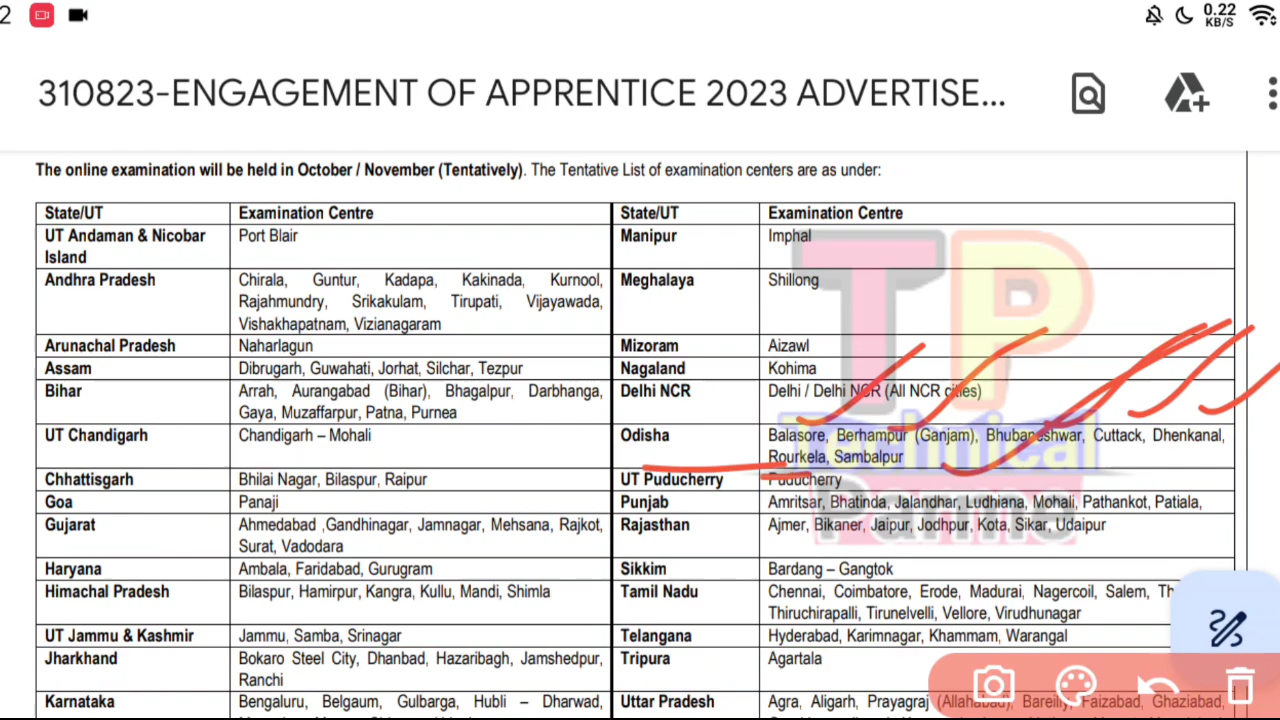 2
0.22
KB/S
310823-ENGAGEMENT OF APPRENTICE 2023 ADVERTISE...
The online examination will be held in October / November (Tentatively). The Tentative List of examination centers are as under:
State/UT Examination Centre State/UT Examination Centre
UT Andaman & Nicobar Island Port Blair Manipur Imphal
Andhra Pradesh Chirala, Guntur, Kadapa, Kakinada, Kurnool, Meghalaya Shillong
Rajahmundry, Srikakulam, Tirupati, Vijayawada,
Vishakhapatnam, Vizianagaram
Arunachal Pradesh Naharlagun Mizoram Aizawl
Assam Dibrugarh, Guwahati, Jorhat, Silchar, Tezpur Nagaland Kohima
Bihar Arrah, Aurangabad (Bihar), Bhagalpur, Darbhanga, Delhi NCR Delhi / Delhi NCR (All NCR cities)
Gaya, Muzaffarpur, Patna, Purnea
UT Chandigarh Chandigarh – Mohali Odisha Balasore, Berhampur (Ganjam), Bhubaneshwar, Cuttack, Dhenkanal,
Rourkela, Sambalpur
Chhattisgarh Bhilai Nagar, Bilaspur, Raipur UT Puducherry Puducherry
Goa Panaji Punjab Amritsar, Bhatinda, Jalandhar, Ludhiana, Mohali, Pathankot, Patiala,
Gujarat Ahmedabad ,Gandhinagar, Jamnagar, Mehsana, Rajkot, Rajasthan Ajmer, Bikaner, Jaipur, Jodhpur, Kota, Sikar, Udaipur
Surat, Vadodara
Haryana Ambala, Faridabad, Gurugram Sikkim Bardang – Gangtok
Himachal Pradesh Bilaspur, Hamirpur, Kangra, Kullu, Mandi, Shimla Tamil Nadu Chennai, Coimbatore, Erode, Madurai, Nagercoil, Salem, Th
Thiruchirapalli, Tirunelvelli, Vellore, Virudhunagar
UT Jammu & Kashmir Jammu, Samba, Srinagar Telangana Hyderabad, Karimnagar, Khammam, Warangal
Jharkhand Bokaro Steel City, Dhanbad, Hazaribagh, Jamshedpur, Tripura Agartala
Ranchi
Karnataka Bengaluru, Belgaum, Gulbarga, Hubli – Dharwad, Uttar Pradesh Agra, Aligarh, Prayagraj (Allahabad), Bareilly, Faizabad, Ghaziabad,
TP
Technical